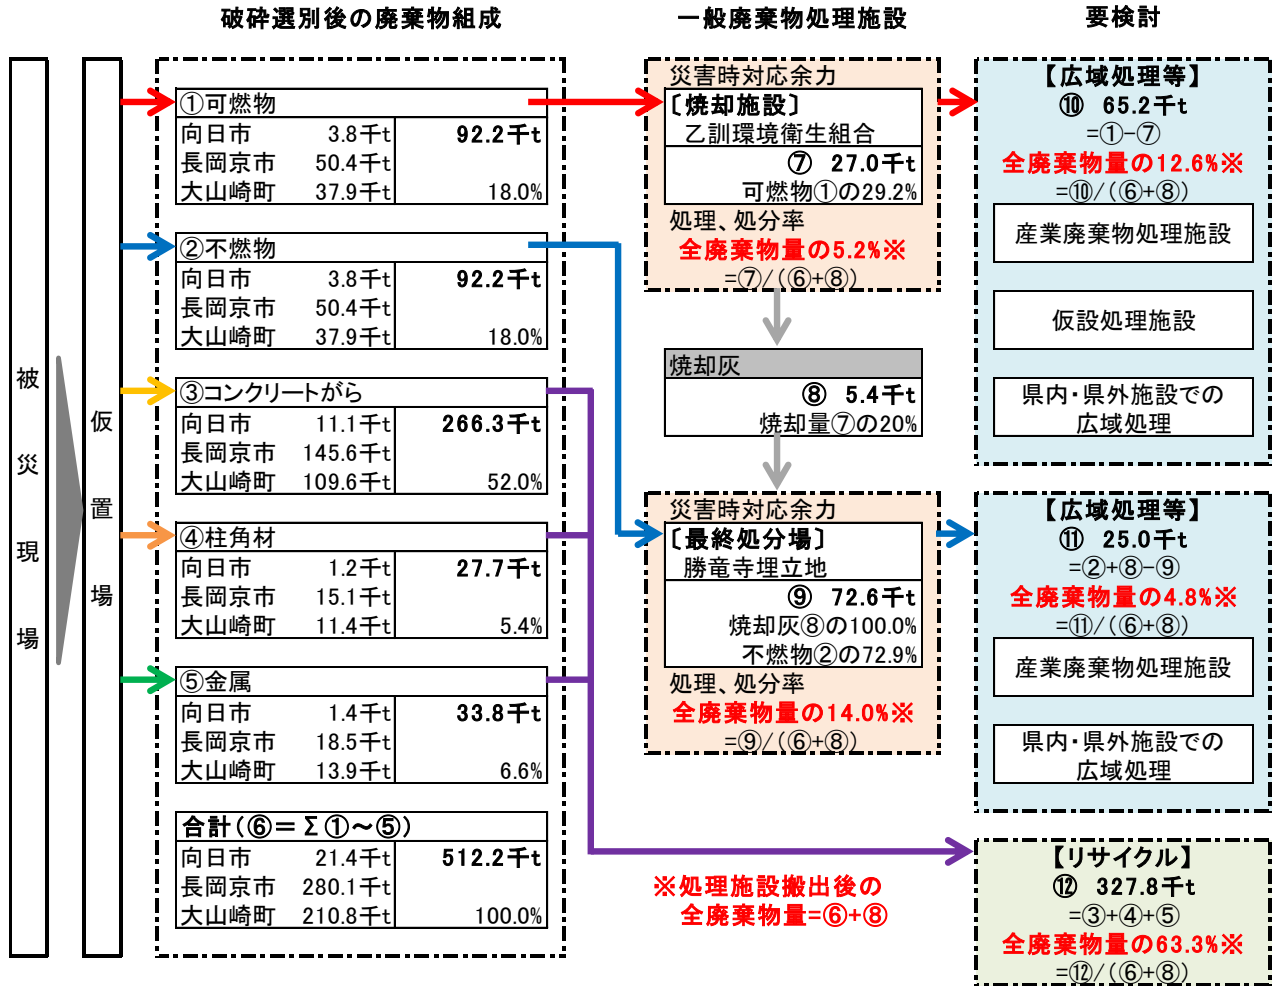 破砕選別後の廃棄物組成
一般廃棄物処理施設
要検討
被災現場
仮置場
①可燃物
向日市 3.8千t 92.2千t
長岡京市 50.4千t
大山崎町 37.9千t 18.0%
②不燃物
向日市 3.8千t 92.2千t
長岡京市 50.4千t
大山崎町 37.9千t 18.0%
③コンクリートがら
向日市 11.1千t 266.3千t
長岡京市 145.6千t
大山崎町 109.6千t 52.0%
④柱角材
向日市 1.2千t 27.7千t
長岡京市 15.1千t
大山崎町 11.4千t 5.4%
⑤金属
向日市 1.4千t 33.8千t
長岡京市 18.5千t
大山崎町 13.9千t 6.6%
合計(⑥=Σ①~⑤)
向日市 21.4千t 512.2千t
長岡京市 280.1千t
大山崎町 210.8千t 100.0%
災害時対応余力
〔焼却施設〕
乙訓環境衛生組合
⑦ 27.0千t
可燃物①の29.2%
処理、処分率
全廃棄物量の5.2%※
=⑦/(⑥+⑧)
焼却灰
⑧ 5.4千t
焼却量⑦の20%
災害時対応余力
〔最終処分場〕
勝竜寺埋立地
⑨ 72.6千t
焼却灰⑧の100.0%
不燃物②の72.9%
処理、処分率
全廃棄物量の14.0%※
=⑨/(⑥+⑧)
※処理施設搬出後の
全廃棄物量=⑥+⑧
【広域処理等】
⑩ 65.2千t
=①-⑦
全廃棄物量の12.6%※
=⑩/(⑥+⑧)
産業廃棄物処理施設
仮設処理施設
県内・県外施設での
広域処理
【広域処理等】
⑪ 25.0千t
=②+⑧-⑨
全廃棄物量の4.8%※
=⑪/(⑥+⑧)
産業廃棄物処理施設
県内・県外施設での
広域処理
【リサイクル】
⑫ 327.8千t
=③+④+⑤
全廃棄物量の63.3%※
=⑫/(⑥+⑧)